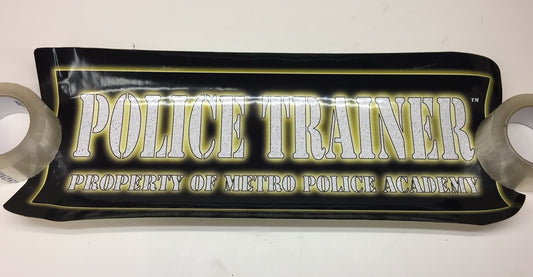 POLICE TRAINER™
PROPERTY OF METRO POLICE ACADEMY